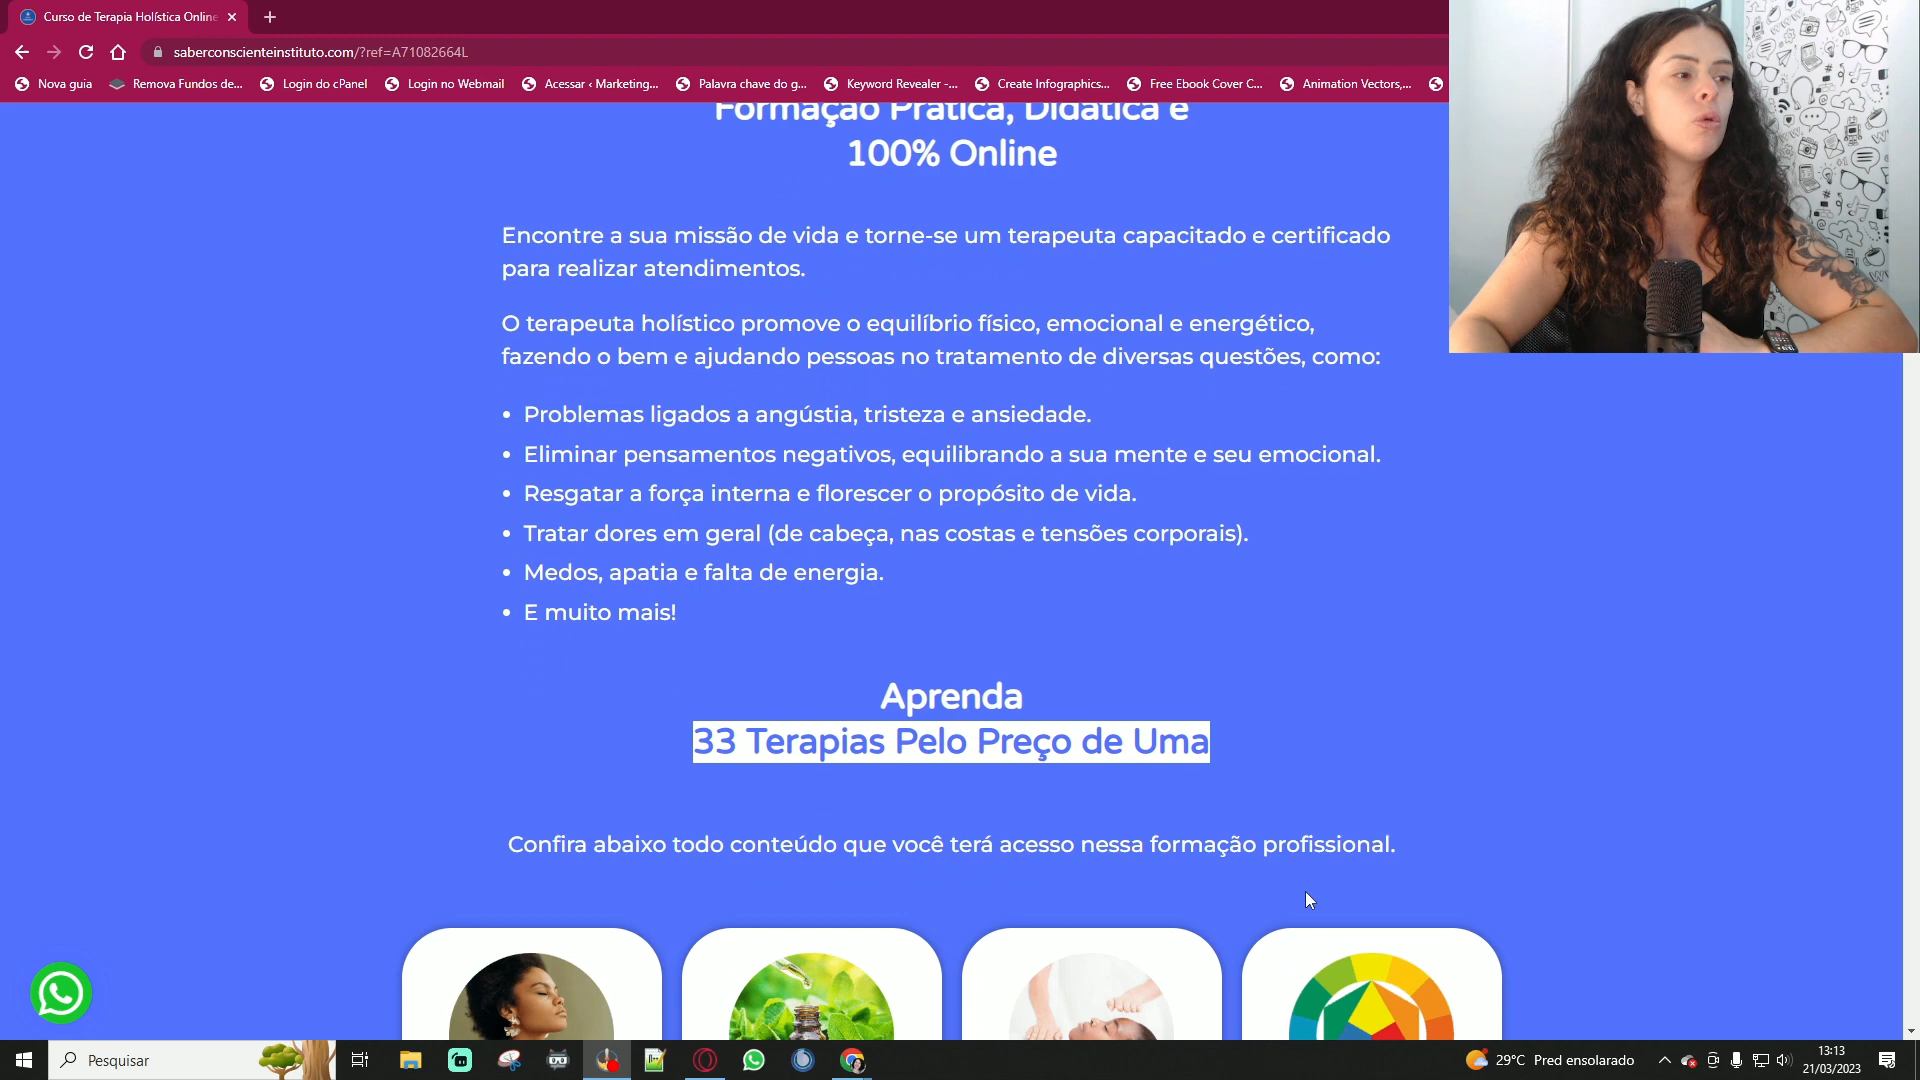 Curso de Terapia Holística Online
saberconscienteinstituto.com/?ref=A71082664L
Nova guia
Remova Fundos de...
Login do cPanel
Login no Webmail
Acessar ‹ Marketing...
Palavra chave do g...
Keyword Revealer -...
Create Infographics...
Free Ebook Cover C...
Animation Vectors,...
Formação Prática, Didática e
100% Online
Encontre a sua missão de vida e torne-se um terapeuta capacitado e certificado
para realizar atendimentos.
O terapeuta holístico promove o equilíbrio físico, emocional e energético,
fazendo o bem e ajudando pessoas no tratamento de diversas questões, como:
• Problemas ligados a angústia, tristeza e ansiedade.
• Eliminar pensamentos negativos, equilibrando a sua mente e seu emocional.
• Resgatar a força interna e florescer o propósito de vida.
• Tratar dores em geral (de cabeça, nas costas e tensões corporais).
• Medos, apatia e falta de energia.
• E muito mais!
Aprenda
33 Terapias Pelo Preço de Uma
Confira abaixo todo conteúdo que você terá acesso nessa formação profissional.
Pesquisar
29°C Pred ensolarado
13:13
21/03/2023